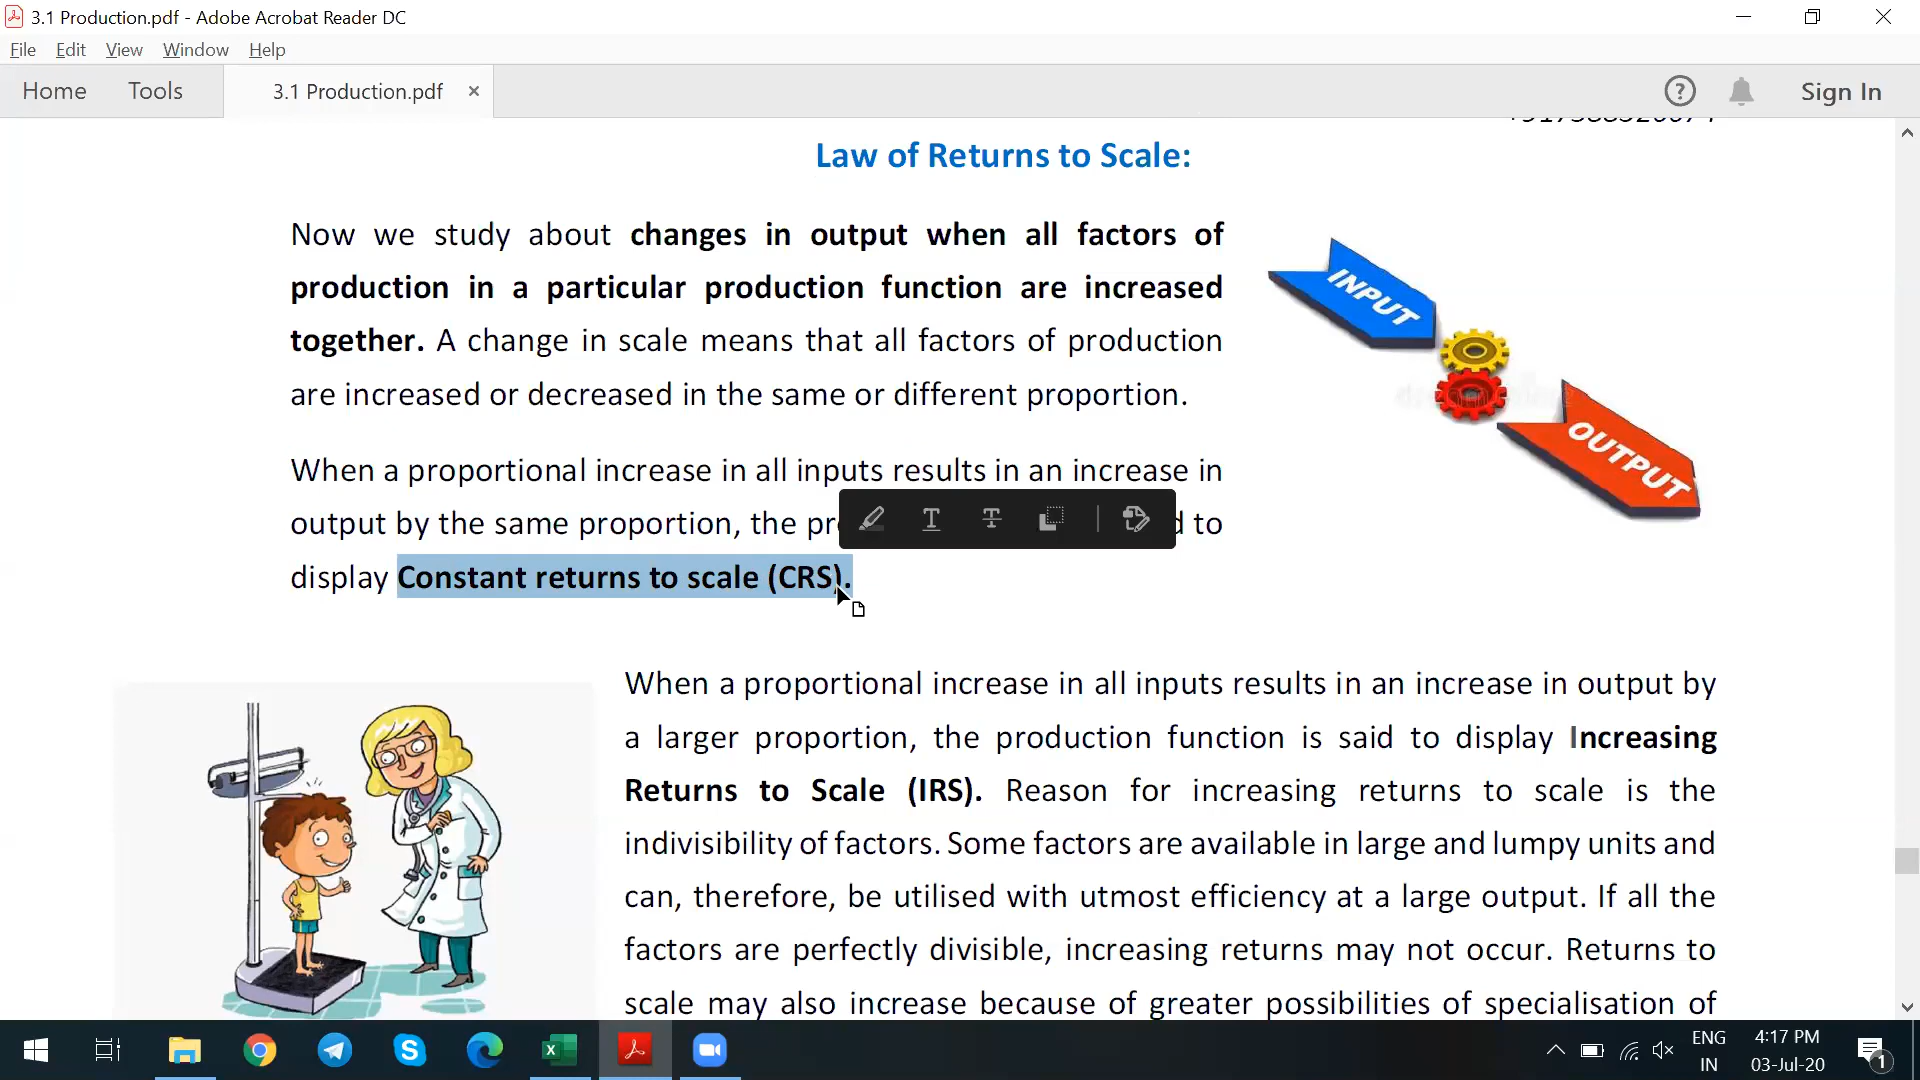 3.1 Production.pdf - Adobe Acrobat Reader DC
File Edit View Window Help
Home Tools 3.1 Production.pdf × ? Sign In
Law of Returns to Scale:
Now we study about changes in output when all factors of
production in a particular production function are increased
together. A change in scale means that all factors of production
are increased or decreased in the same or different proportion.
INPUT
OUTPUT
When a proportional increase in all inputs results in an increase in
output by the same proportion, the to
display Constant returns to scale (CRS).
When a proportional increase in all inputs results in an increase in output by
a larger proportion, the production function is said to display Increasing
Returns to Scale (IRS). Reason for increasing returns to scale is the
indivisibility of factors. Some factors are available in large and lumpy units and
can, therefore, be utilised with utmost efficiency at a large output. If all the
factors are perfectly divisible, increasing returns may not occur. Returns to
scale may also increase because of greater possibilities of specialisation of
ENG
IN
4:17 PM
03-Jul-20
1